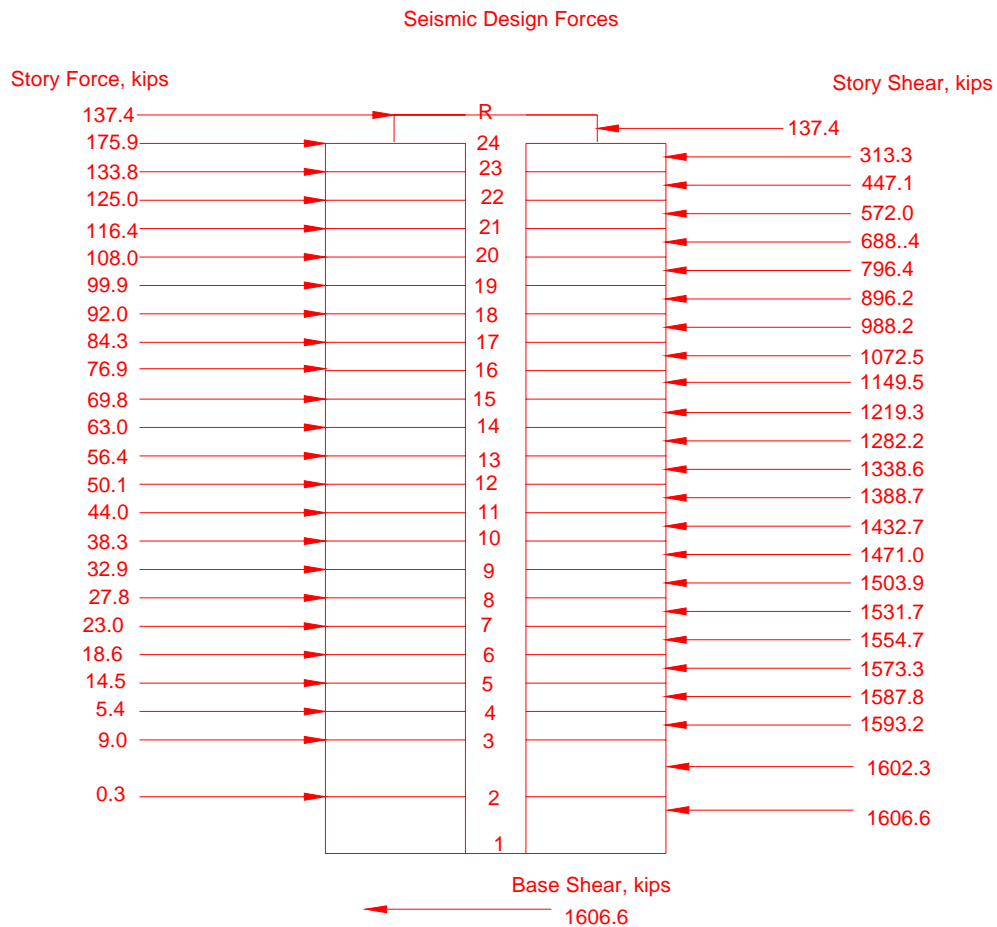 Seismic Design Forces
Story Force, kips
Story Shear, kips
137.4 R 137.4
175.9 24 313.3
133.8 23 447.1
125.0 22 572.0
116.4 21 688..4
108.0 20 796.4
99.9 19 896.2
92.0 18 988.2
84.3 17 1072.5
76.9 16 1149.5
69.8 15 1219.3
63.0 14 1282.2
56.4 13 1338.6
50.1 12 1388.7
44.0 11 1432.7
38.3 10 1471.0
32.9 9 1503.9
27.8 8 1531.7
23.0 7 1554.7
18.6 6 1573.3
14.5 5 1587.8
5.4 4 1593.2
9.0 3 1602.3
0.3 2 1606.6
1
Base Shear, kips
1606.6